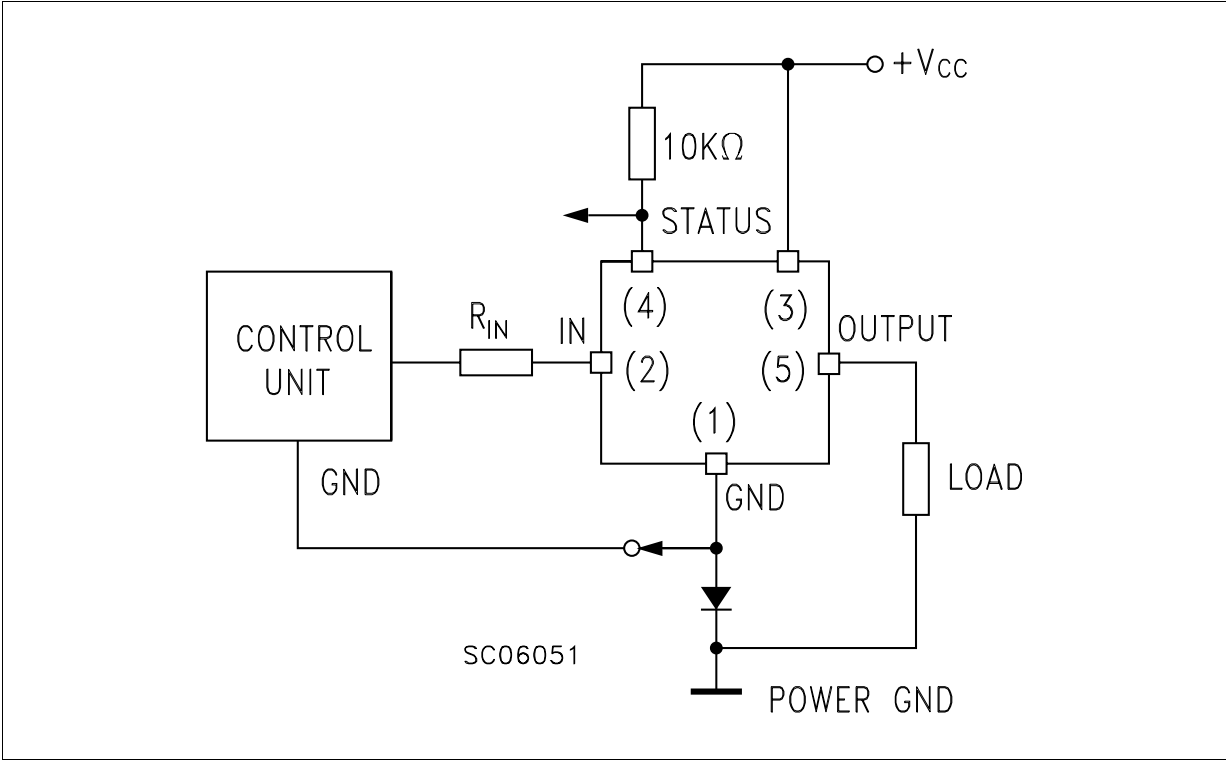 +VCC
10KΩ
STATUS
(4)
(3)
RIN
IN
OUTPUT
CONTROL
UNIT
(2)
(5)
(1)
GND
GND
LOAD
SC06051
POWER GND